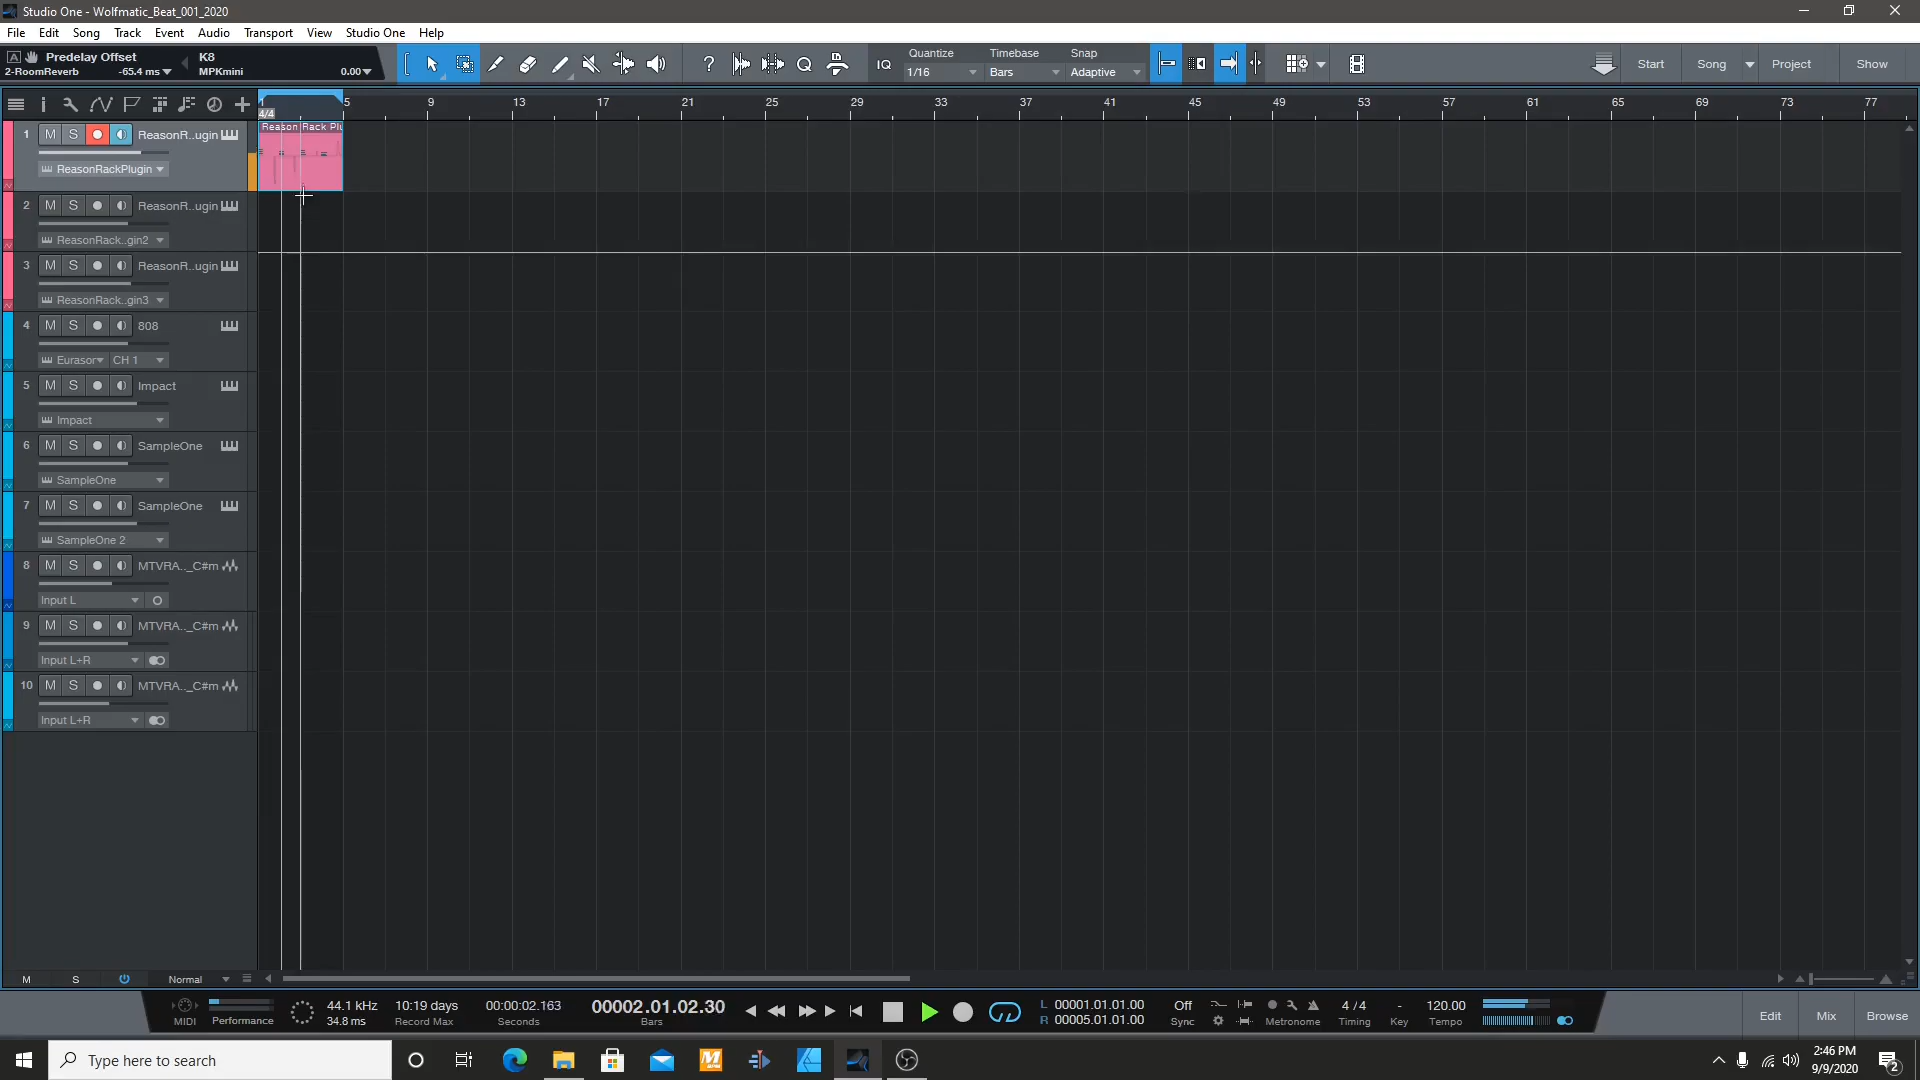 Studio One - Wolfmatic_Beat_001_2020
File Edit Song Track Event Audio Transport View Studio One Help
A Predelay Offset K8
2-RoomReverb -65.4 ms MPKmini 0.00
IQ Quantize Timebase Snap
1/16 Bars Adaptive
Start Song Project Show
5 9 13 17 21 25 29 33 37 41 45 49 53 57 61 65 69 73 77
4/4
1 M S ReasonR..ugin
ReasonRackPlugin
Reason Rack Plu
2 M S ReasonR..ugin
ReasonRack..gin2
3 M S ReasonR..ugin
ReasonRack..gin3
4 M S 808
Eurasor CH 1
5 M S Impact
Impact
6 M S SampleOne
SampleOne
7 M S SampleOne
SampleOne 2
8 M S MTVRA.._C#m
Input L
9 M S MTVRA.._C#m
Input L+R
10 M S MTVRA.._C#m
Input L+R
M S Normal
MIDI Performance
44.1 kHz
34.8 ms
10:19 days
Record Max
00:00:02.163
Seconds
00002.01.02.30
Bars
L 00001.01.01.00
R 00005.01.01.00
Off
Sync
Metronome
4 / 4
Timing
-
Key
120.00
Tempo
Edit Mix Browse
Type here to search
2:46 PM
9/9/2020
2